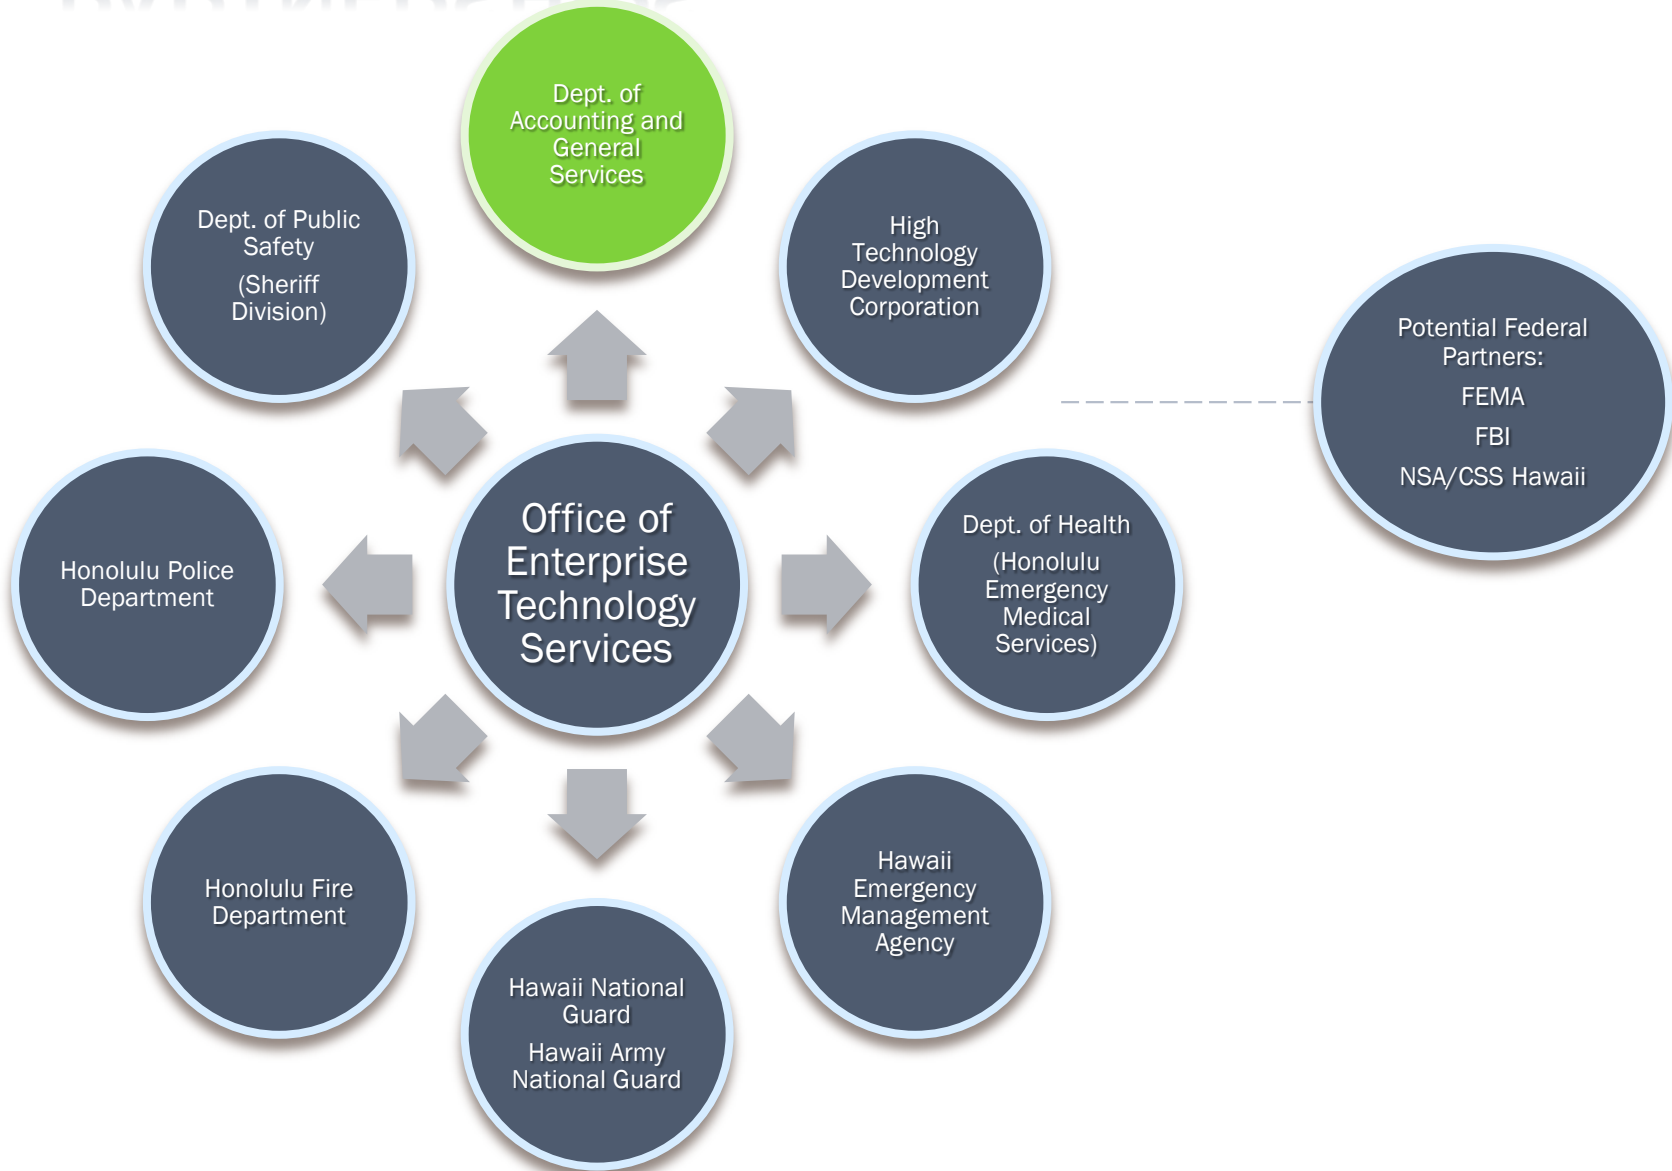 Dept. of
Accounting and
General
Services
Dept. of Public
Safety
(Sheriff
Division)
High
Technology
Development
Corporation
Potential Federal
Partners:
FEMA
FBI
NSA/CSS Hawaii
Office of
Enterprise
Technology
Services
Honolulu Police
Department
Dept. of Health
(Honolulu
Emergency
Medical
Services)
Honolulu Fire
Department
Hawaii
Emergency
Management
Agency
Hawaii National
Guard
Hawaii Army
National Guard